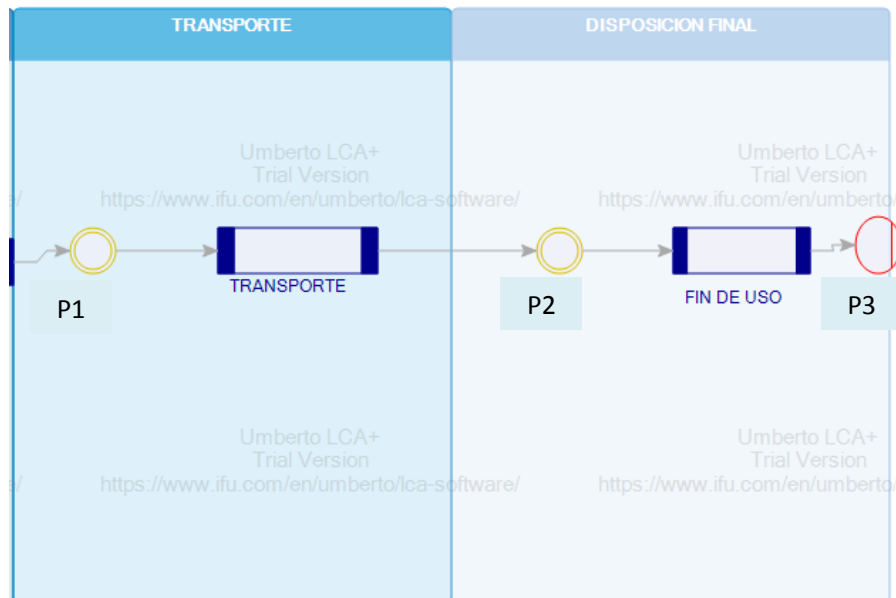 TRANSPORTE
DISPOSICION FINAL
Umberto LCA+
Trial Version
https://www.ifu.com/en/umberto/lca-software/
Umberto LCA+
Trial Version
https://www.ifu.com/en/umberto/
TRANSPORTE
FIN DE USO
P1
P2
P3
Umberto LCA+
Trial Version
https://www.ifu.com/en/umberto/lca-software/
Umberto LCA+
Trial Version
https://www.ifu.com/en/umberto/